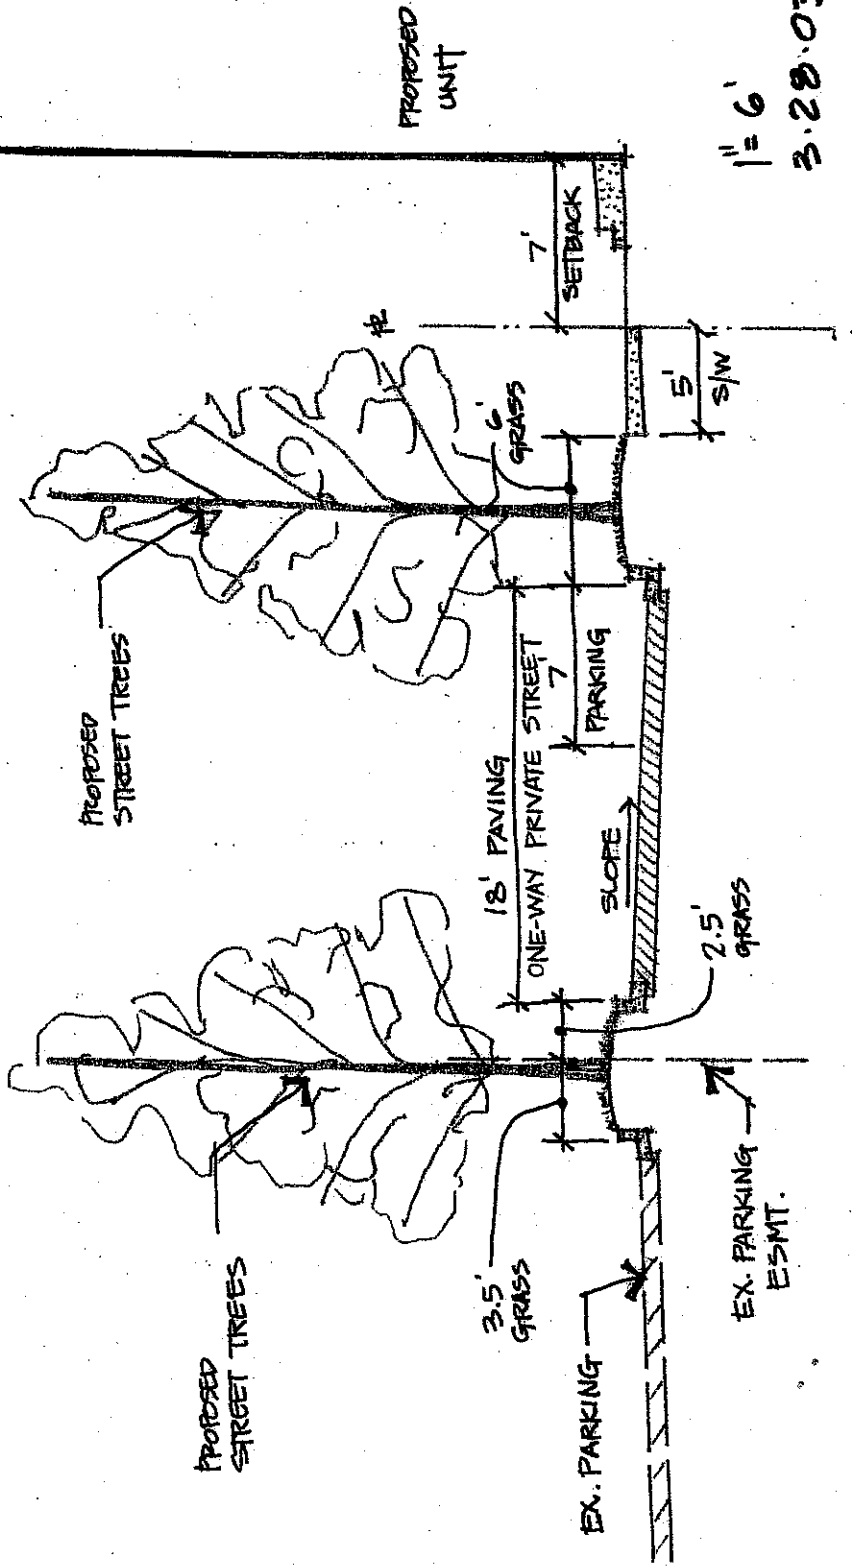 PROPOSED
STREET TREES
PROPOSED
STREET TREES
PROPOSED
UNIT
3.5'
GRASS
18' PAVING
ONE-WAY PRIVATE STREET
7'
PARKING
6'
GRASS
7'
SETBACK
EX. PARKING
SLOPE
2.5'
GRASS
5'
S/W
EX. PARKING
ESMT.
1"= 6'
3.28.03